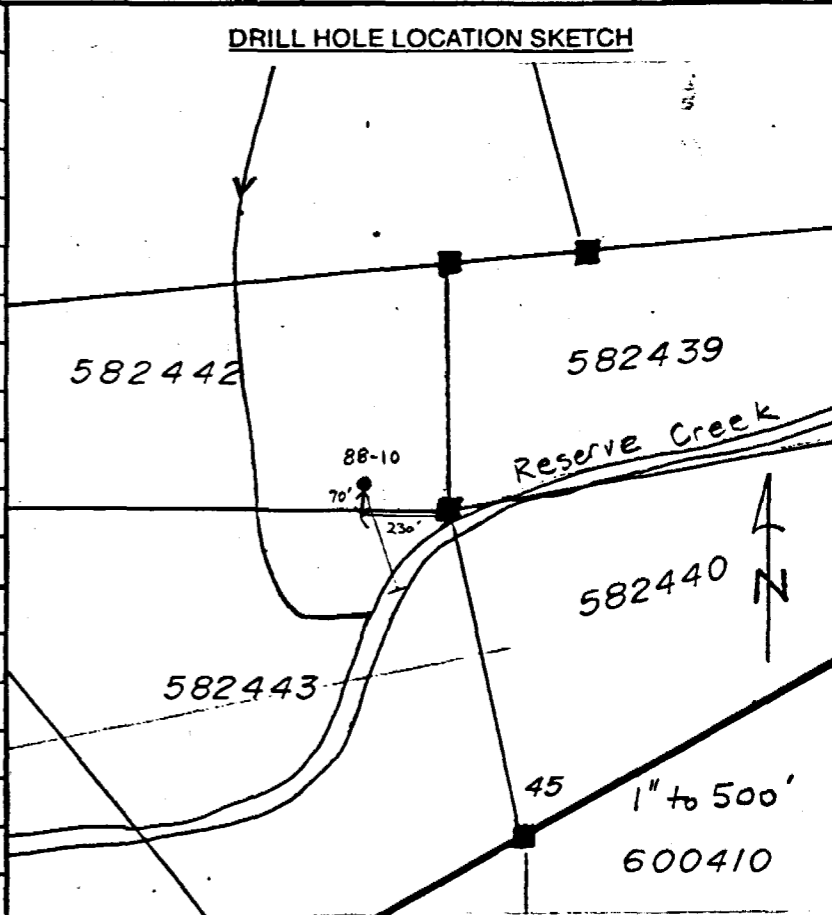 DRILL HOLE LOCATION SKETCH
582442
582439
Reserve Creek
88-10
70'
230'
582440
N
582443
45
1" to 500'
600410